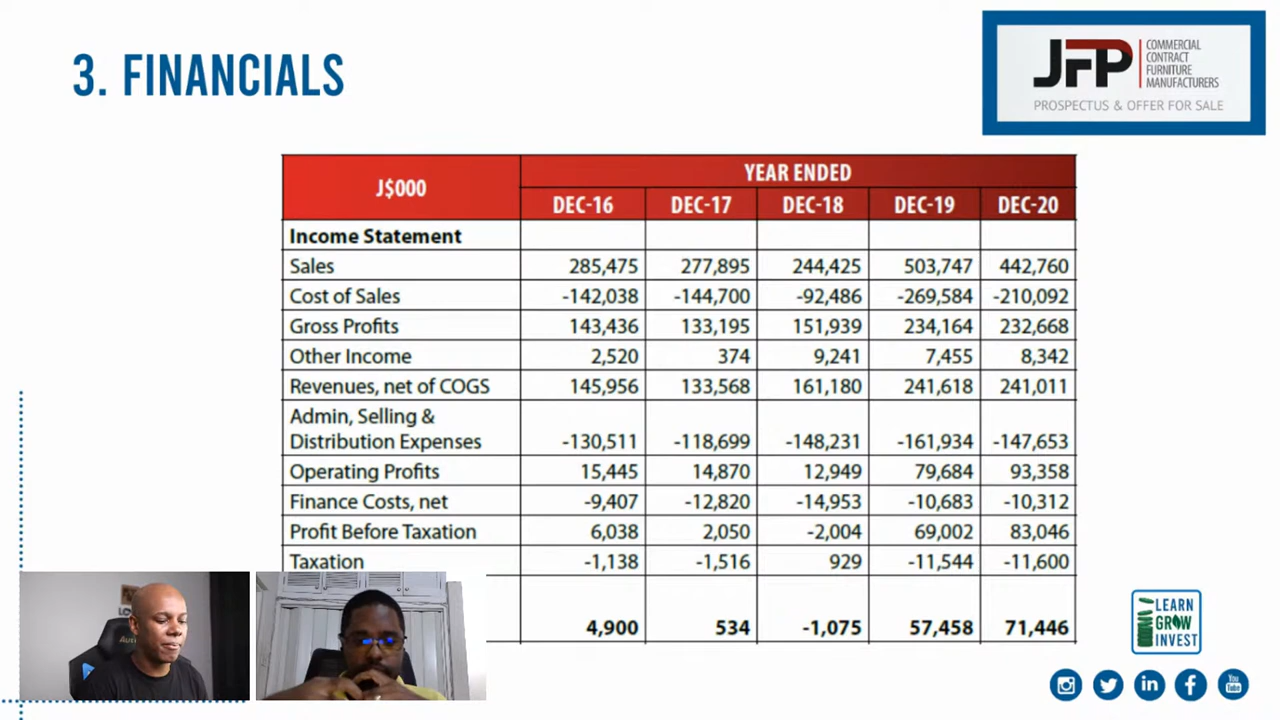 3. FINANCIALS
JFP
COMMERCIAL
CONTRACT
FURNITURE
MANUFACTURERS
PROSPECTUS & OFFER FOR SALE
J$000 YEAR ENDED
DEC-16 DEC-17 DEC-18 DEC-19 DEC-20
Income Statement
Sales 285,475 277,895 244,425 503,747 442,760
Cost of Sales -142,038 -144,700 -92,486 -269,584 -210,092
Gross Profits 143,436 133,195 151,939 234,164 232,668
Other Income 2,520 374 9,241 7,455 8,342
Revenues, net of COGS 145,956 133,568 161,180 241,618 241,011
Admin, Selling &
Distribution Expenses -130,511 -118,699 -148,231 -161,934 -147,653
Operating Profits 15,445 14,870 12,949 79,684 93,358
Finance Costs, net -9,407 -12,820 -14,953 -10,683 -10,312
Profit Before Taxation 6,038 2,050 -2,004 69,002 83,046
Taxation -1,138 -1,516 929 -11,544 -11,600
4,900 534 -1,075 57,458 71,446
LEARN
GROW
INVEST
You
Tube